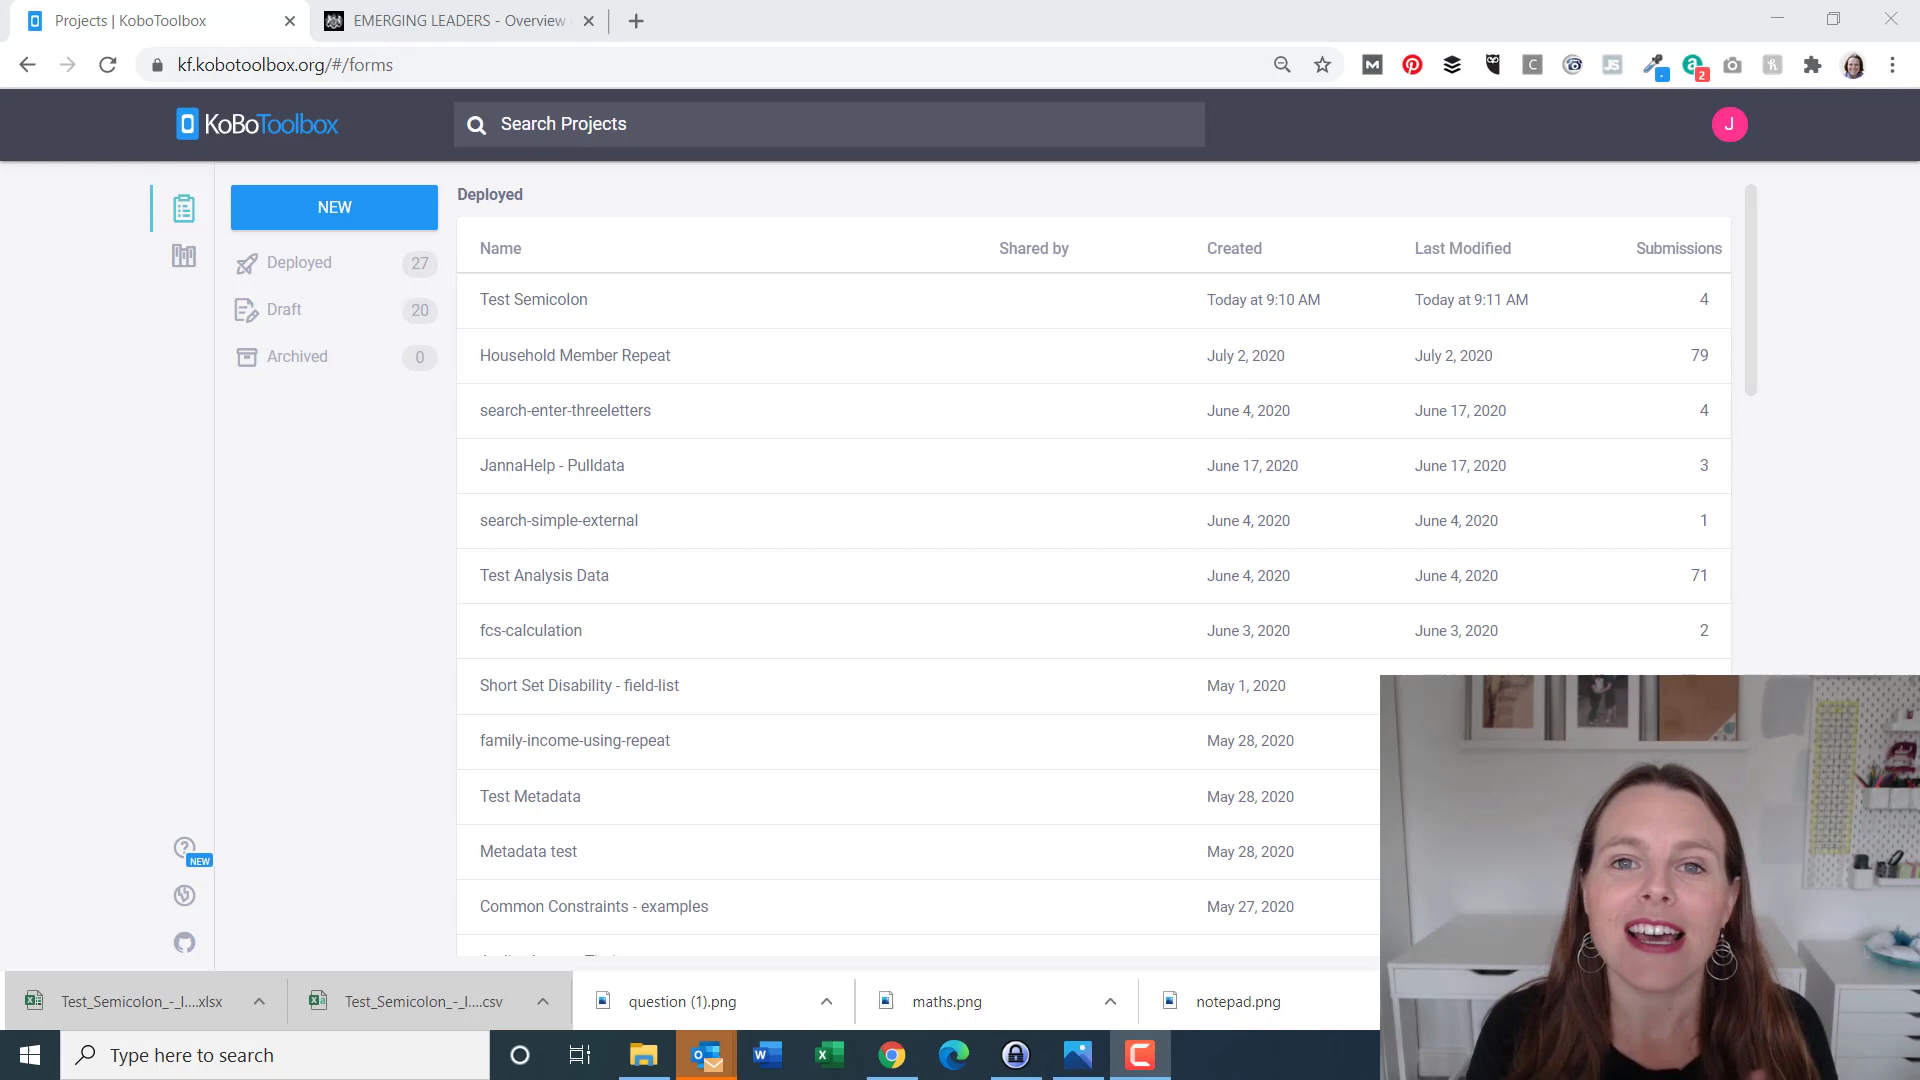 Projects | KoboToolbox
EMERGING LEADERS - Overview
kf.kobotoolbox.org/#/forms
2
KoBoToolbox
Search Projects
J
NEW
Deployed 27
Draft 20
Archived 0
Deployed
Name Shared by Created Last Modified Submissions
Test Semicolon Today at 9:10 AM Today at 9:11 AM 4
Household Member Repeat July 2, 2020 July 2, 2020 79
search-enter-threeletters June 4, 2020 June 17, 2020 4
JannaHelp - Pulldata June 17, 2020 June 17, 2020 3
search-simple-external June 4, 2020 June 4, 2020 1
Test Analysis Data June 4, 2020 June 4, 2020 71
fcs-calculation June 3, 2020 June 3, 2020 2
Short Set Disability - field-list May 1, 2020
family-income-using-repeat May 28, 2020
Test Metadata May 28, 2020
Metadata test May 28, 2020
Common Constraints - examples May 27, 2020
NEW
Test_Semicolon_-_l....xlsx
Test_Semicolon_-_l....csv
question (1).png
maths.png
notepad.png
Type here to search